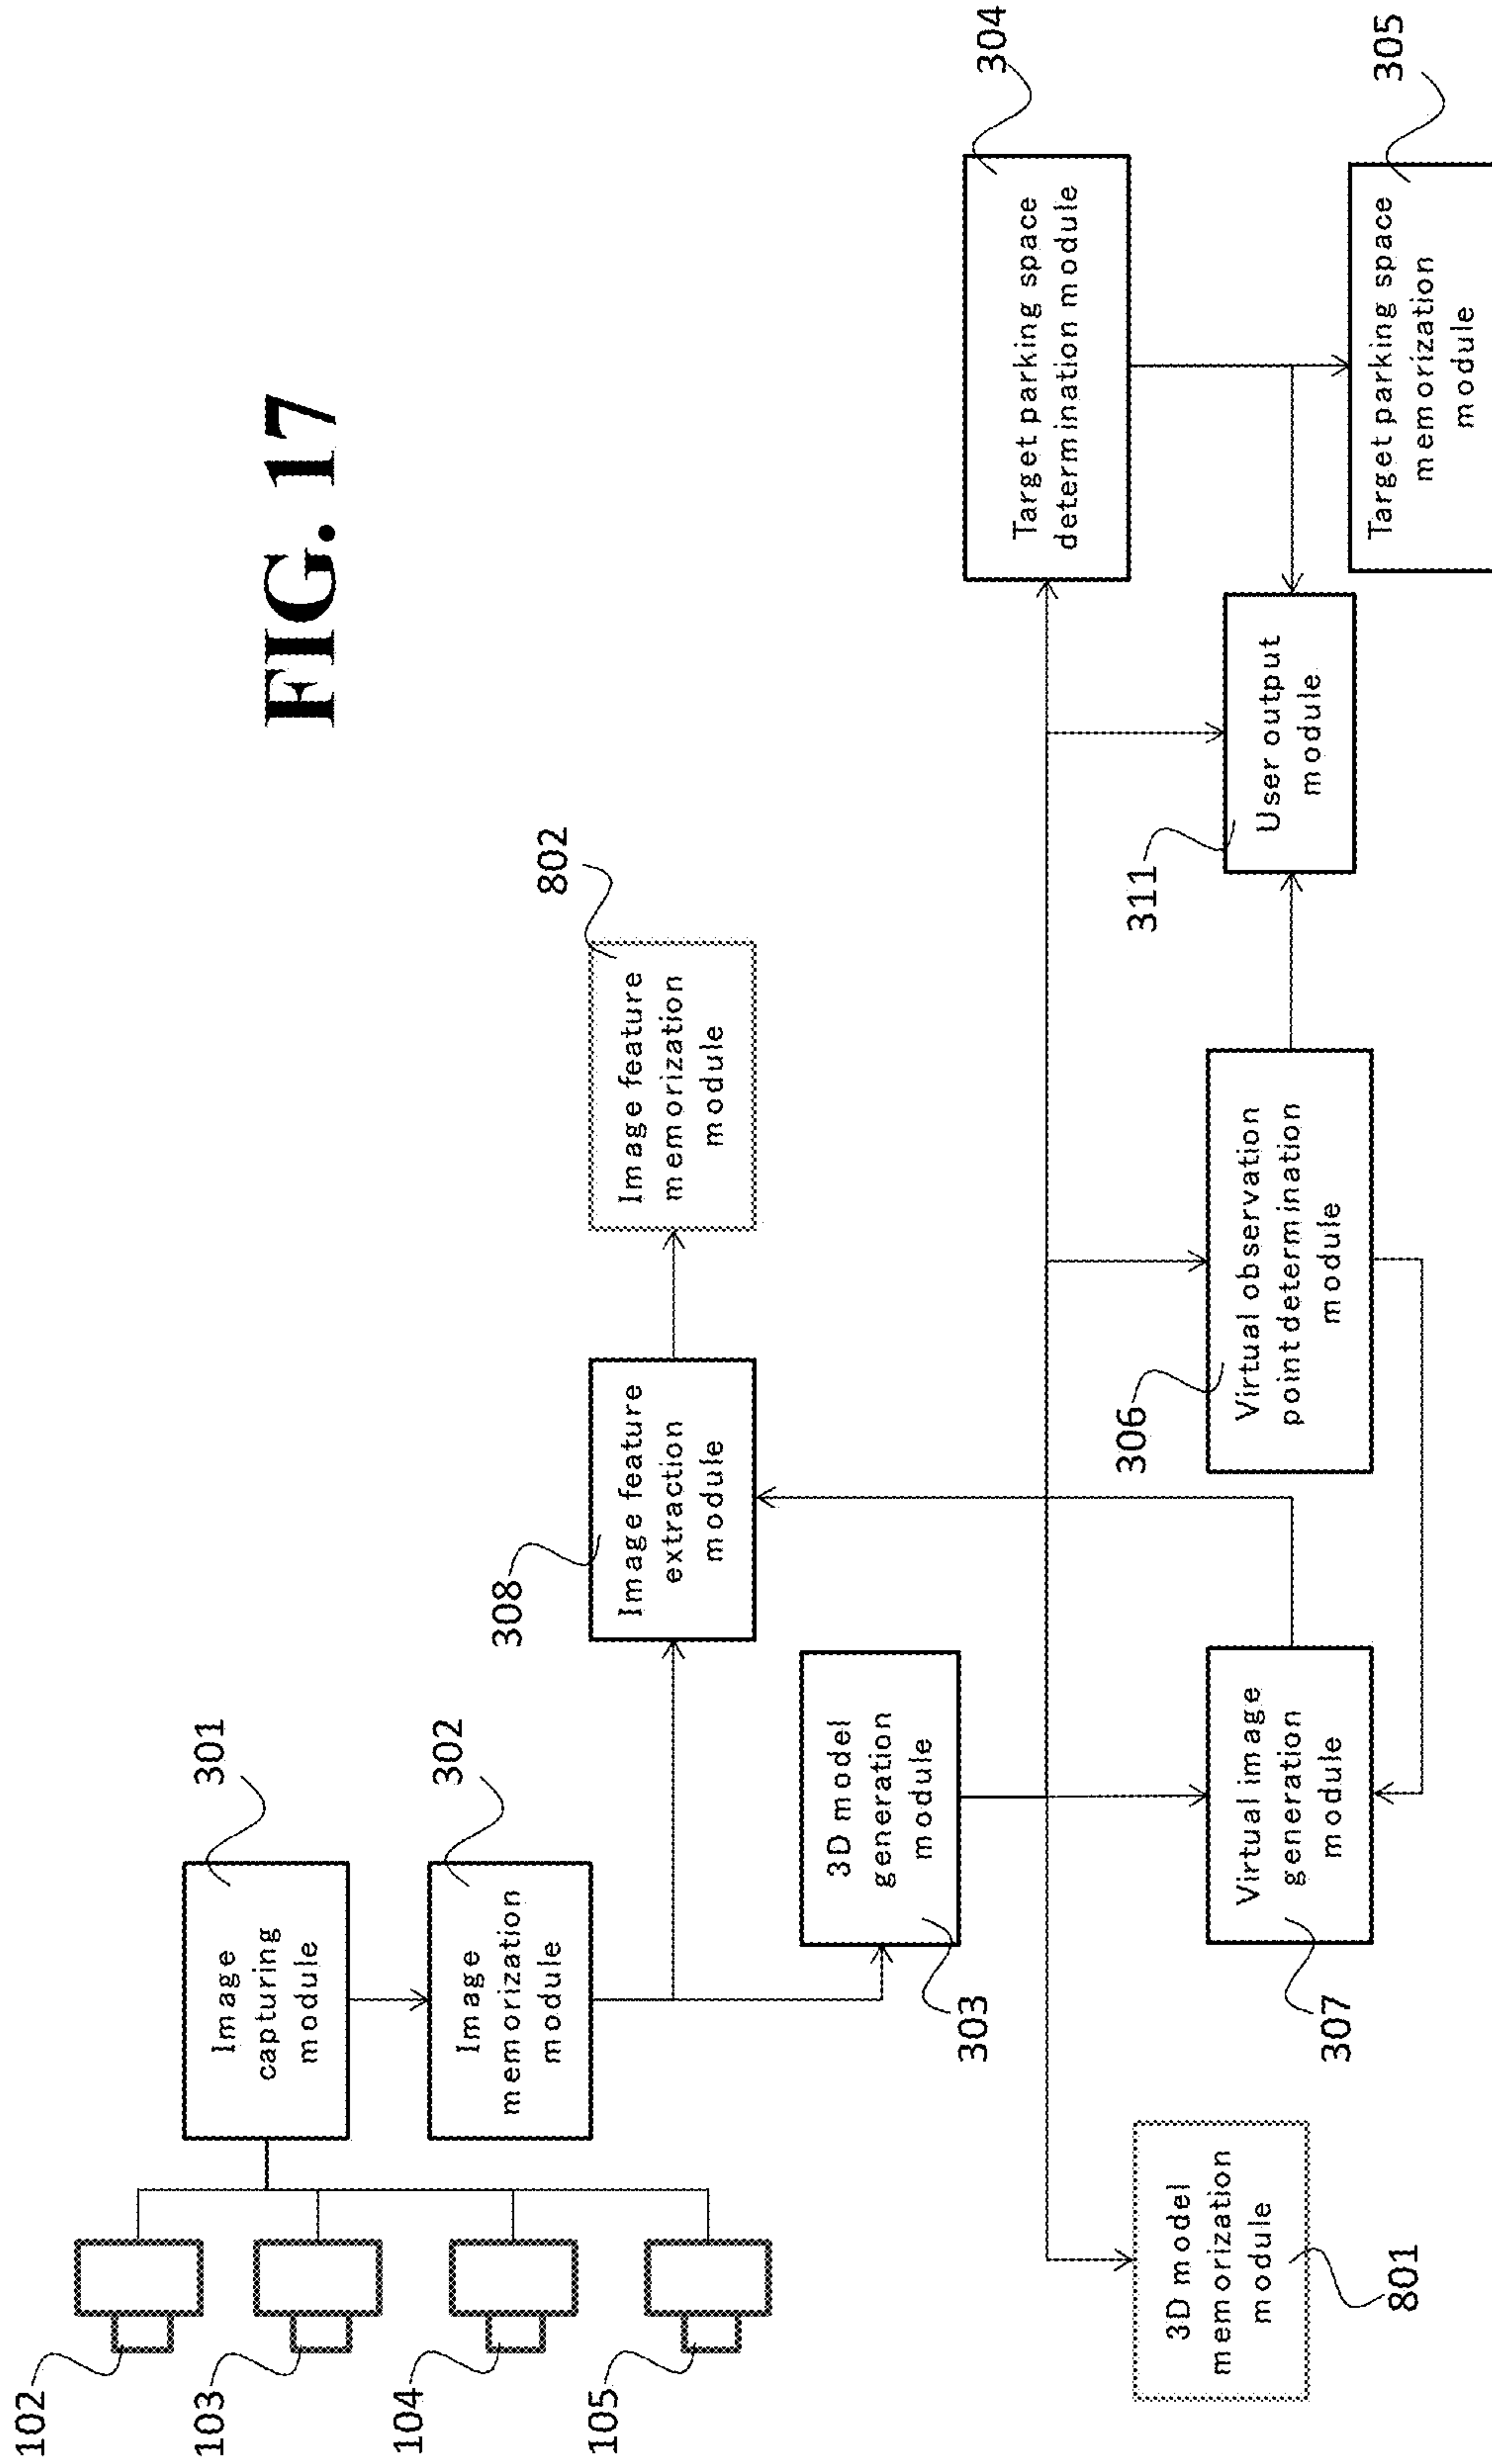 FIG. 17
102
103
104
105
301
Image
capturing
module
302
Image
memorization
module
308
Image feature
extraction
module
802
Image feature
memorization
module
303
3D model
generation
module
304
Target parking space
determination module
801
3D model
memorization
module
307
Virtual image
generation
module
306
Virtual observation
point determination
module
311
User output
module
305
Target parking space
memorization
module